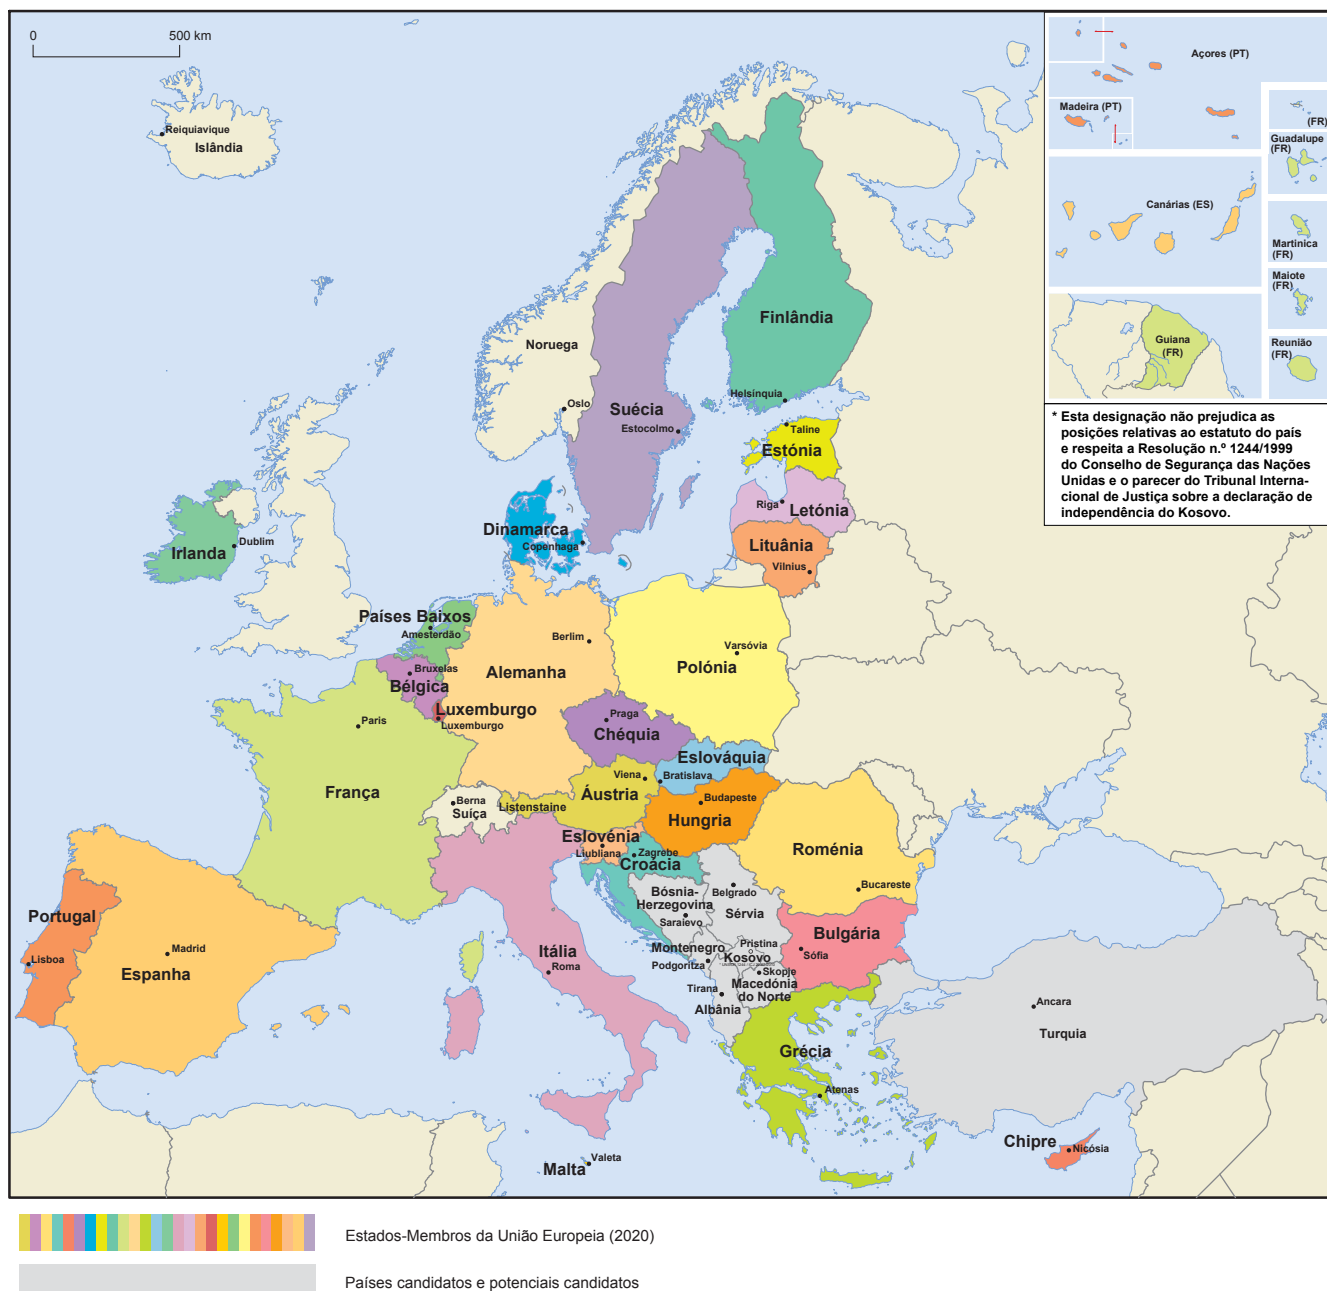 0
500 km
Açores (PT)
Madeira (PT)
(FR)
Guadalupe
(FR)
Canárias (ES)
Martinica
(FR)
Maiote
(FR)
Guiana
(FR)
Reunião
(FR)
* Esta designação não prejudica as
posições relativas ao estatuto do país
e respeita a Resolução n.º 1244/1999
do Conselho de Segurança das Nações
Unidas e o parecer do Tribunal Interna-
cional de Justiça sobre a declaração de
independência do Kosovo.
Reiquiavique
Islândia
Finlândia
Noruega
Helsínquia
Oslo
Suécia
Estocolmo
Taline
Estónia
Riga
Letónia
Dinamarca
Copenhaga
Dublim
Irlanda
Lituânia
Vilnius
Países Baixos
Amesterdão
Berlim
Varsóvia
Polónia
Bruxelas
Bélgica
Alemanha
Luxemburgo
Luxemburgo
Paris
Praga
Chéquia
Eslováquia
Bratislava
Viena
Áustria
França
Berna
Suíça
Listenstaine
Budapeste
Hungria
Eslovénia
Liubliana
Zagrebe
Croácia
Roménia
Bucareste
Bósnia-
Herzegovina
Saraievo
Belgrado
Sérvia
Portugal
Lisboa
Madrid
Espanha
Itália
Roma
Montenegro
Podgoritza
Pristina
Kosovo
Bulgária
Sófia
Skopje
Macedónia
do Norte
Tirana
Albânia
Ancara
Turquia
Grécia
Atenas
Chipre
Nicósia
Malta
Valeta
Estados-Membros da União Europeia (2020)
Países candidatos e potenciais candidatos